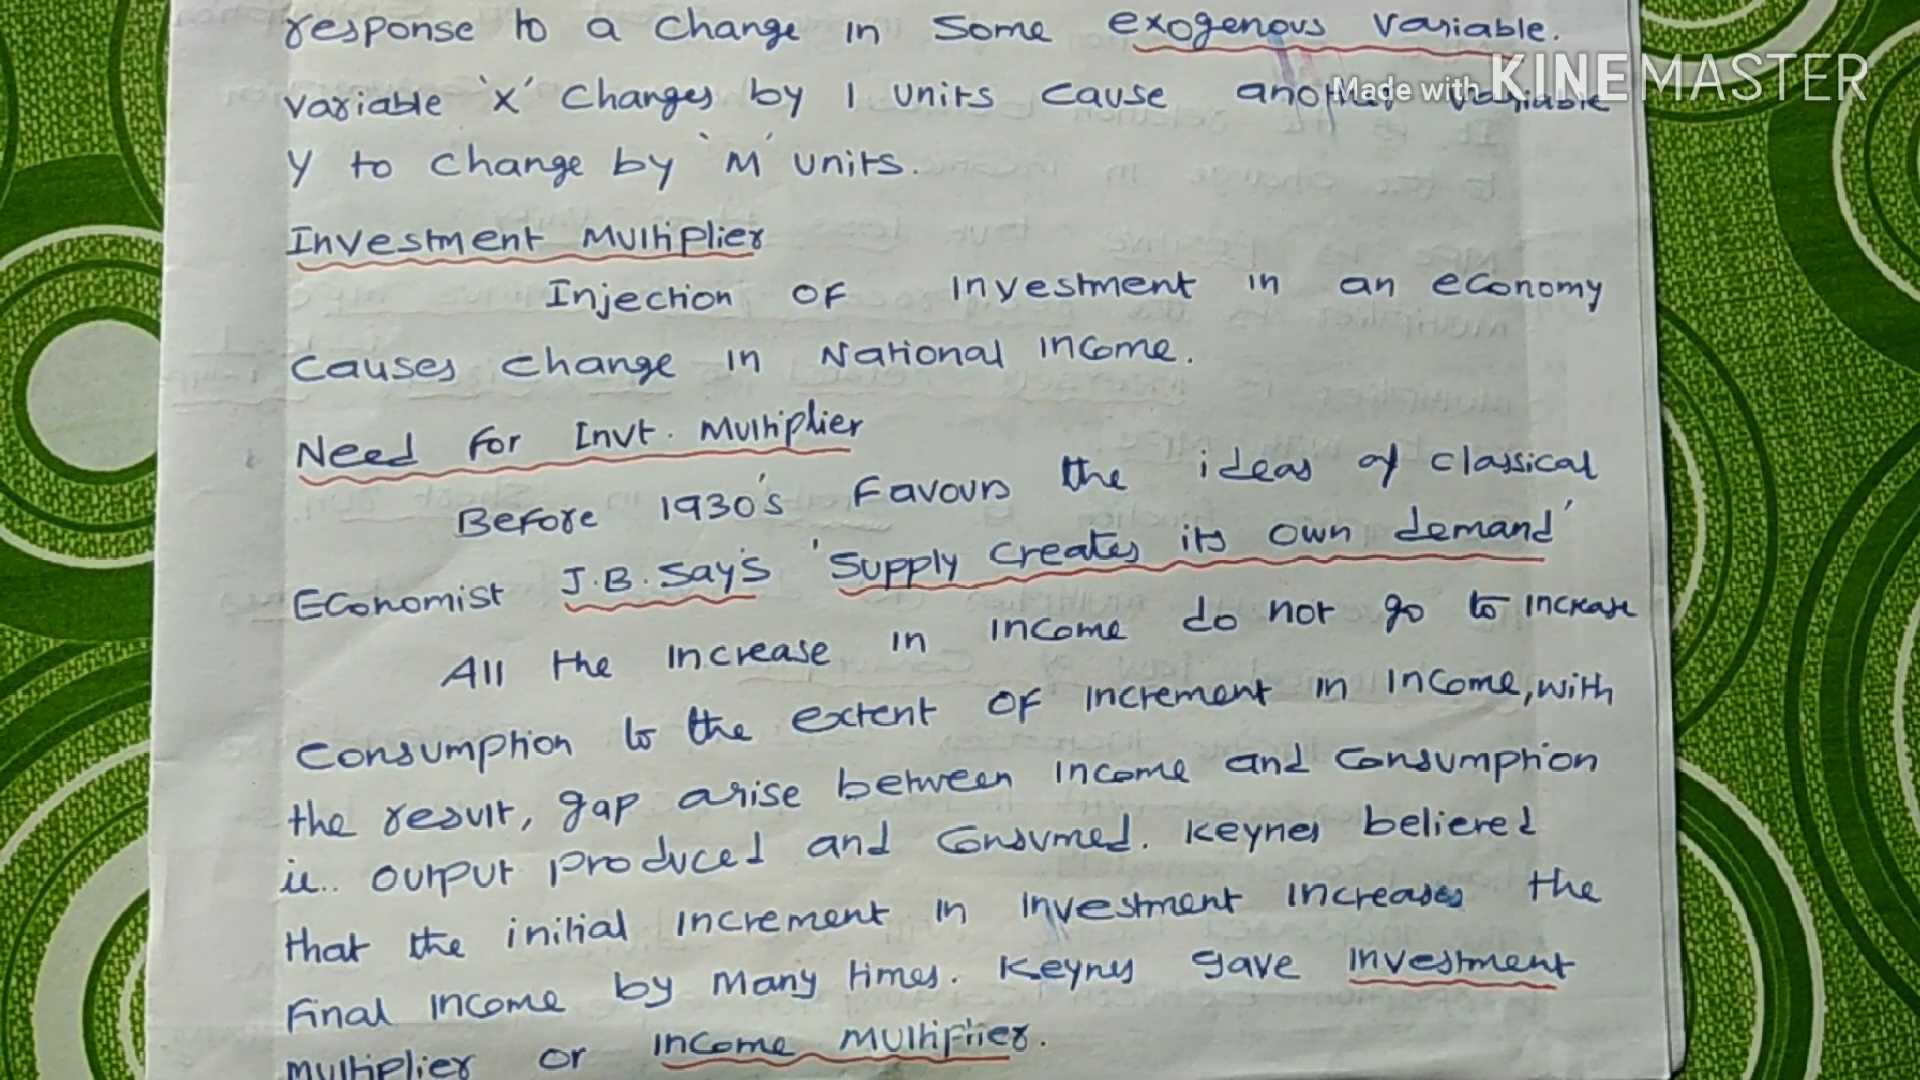 response to a change in some exogenous variable.
Made with KINEMASTER
variable 'x' changes by 1 units cause another variable
y to change by 'M' units.
Investment Multiplier
Injection OF investment in an economy
causes change in National income.
Need for Invt. Multiplier
Before 1930's Favours the ideas of classical
Economist J.B.Say's 'Supply creates its own demand'
All the increase in income do not go to increase
consumption to the extent OF increment in income, with
the result, gap arise between income and consumption
ie.. output produced and consumed. Keynes believed
that the initial increment in investment increases the
Final income by many times. Keynes gave investment
multiplier or income multiplier.